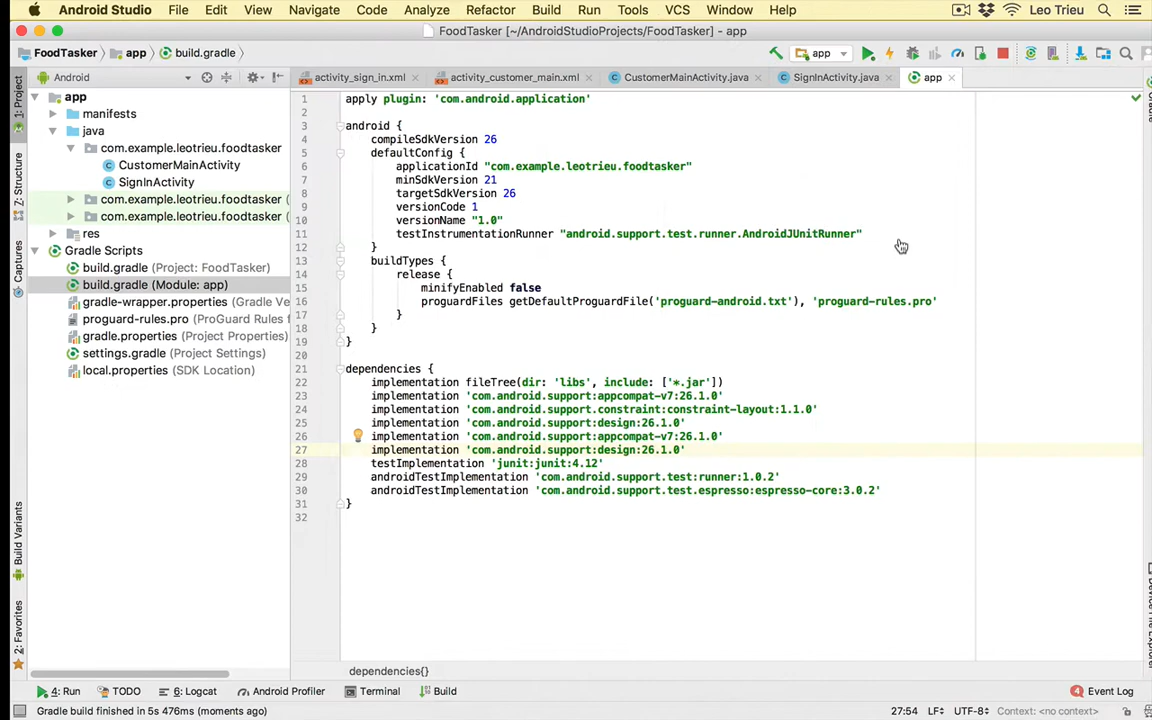 Android Studio File Edit View Navigate Code Analyze Refactor Build Run Tools VCS Window Help Leo Trieu
FoodTasker [~/AndroidStudioProjects/FoodTasker] - app
FoodTasker app build.gradle app
Android activity_sign_in.xml activity_customer_main.xml CustomerMainActivity.java SignInActivity.java app
1: Project
Z: Structure
Captures
Build Variants
2: Favorites
app
manifests
java
com.example.leotrieu.foodtasker
CustomerMainActivity
SignInActivity
com.example.leotrieu.foodtasker (
com.example.leotrieu.foodtasker (
res
Gradle Scripts
build.gradle (Project: FoodTasker)
build.gradle (Module: app)
gradle-wrapper.properties (Gradle Ve
proguard-rules.pro (ProGuard Rules f
gradle.properties (Project Properties)
settings.gradle (Project Settings)
local.properties (SDK Location)
1 apply plugin: 'com.android.application'
2
3 android {
4 compileSdkVersion 26
5 defaultConfig {
6 applicationId "com.example.leotrieu.foodtasker"
7 minSdkVersion 21
8 targetSdkVersion 26
9 versionCode 1
10 versionName "1.0"
11 testInstrumentationRunner "android.support.test.runner.AndroidJUnitRunner"
12 }
13 buildTypes {
14 release {
15 minifyEnabled false
16 proguardFiles getDefaultProguardFile('proguard-android.txt'), 'proguard-rules.pro'
17 }
18 }
19 }
20
21 dependencies {
22 implementation fileTree(dir: 'libs', include: ['*.jar'])
23 implementation 'com.android.support:appcompat-v7:26.1.0'
24 implementation 'com.android.support.constraint:constraint-layout:1.1.0'
25 implementation 'com.android.support:design:26.1.0'
26 implementation 'com.android.support:appcompat-v7:26.1.0'
27 implementation 'com.android.support:design:26.1.0'
28 testImplementation 'junit:junit:4.12'
29 androidTestImplementation 'com.android.support.test:runner:1.0.2'
30 androidTestImplementation 'com.android.support.test.espresso:espresso-core:3.0.2'
31 }
32
dependencies{}
4: Run TODO 6: Logcat Android Profiler Terminal Build 4 Event Log
Gradle build finished in 5s 476ms (moments ago) 27:54 LF÷ UTF-8÷ Context: <no context>